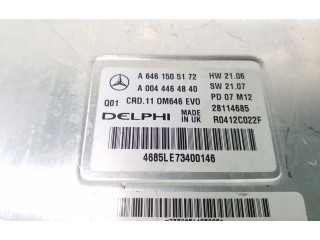 A 646 150 51 72 HW 21.06
A 004 446 48 40 SW 21.07
Q01 CRD.11 OM646 EVO PD 07 M12
DELPHI MADE IN UK 28114685
R0412C022F
4685LE73400146